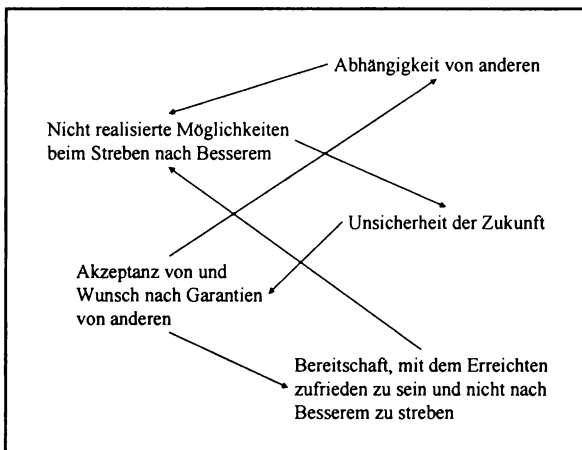 Abhängigkeit von anderen
Nicht realisierte Möglichkeiten
beim Streben nach Besserem
Unsicherheit der Zukunft
Akzeptanz von und
Wunsch nach Garantien
von anderen
Bereitschaft, mit dem Erreichten
zufrieden zu sein und nicht nach
Besserem zu streben